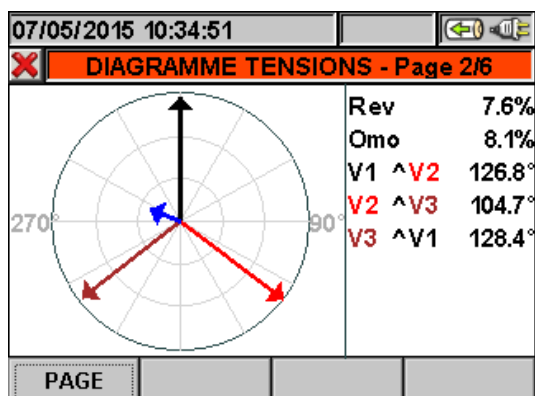 07/05/2015 10:34:51
DIAGRAMME TENSIONS - Page 2/6
270°
90°
Rev 7.6%
Omo 8.1%
V1 ^V2 126.8°
V2 ^V3 104.7°
V3 ^V1 128.4°
PAGE